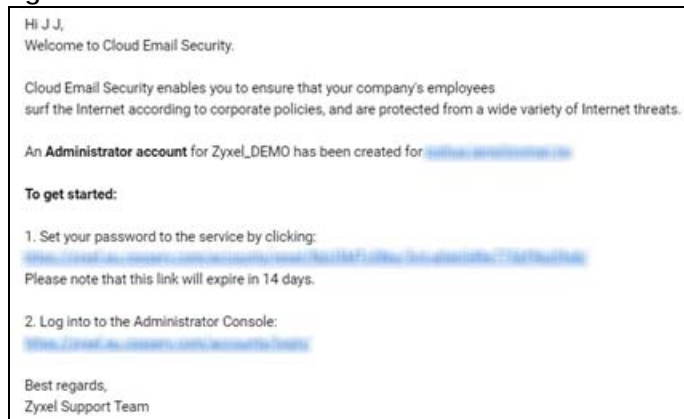 Hi J J,
Welcome to Cloud Email Security.
Cloud Email Security enables you to ensure that your company's employees
surf the Internet according to corporate policies, and are protected from a wide variety of Internet threats.
An Administrator account for Zyxel_DEMO has been created for
To get started:
1. Set your password to the service by clicking:
Please note that this link will expire in 14 days.
2. Log into to the Administrator Console:
Best regards,
Zyxel Support Team